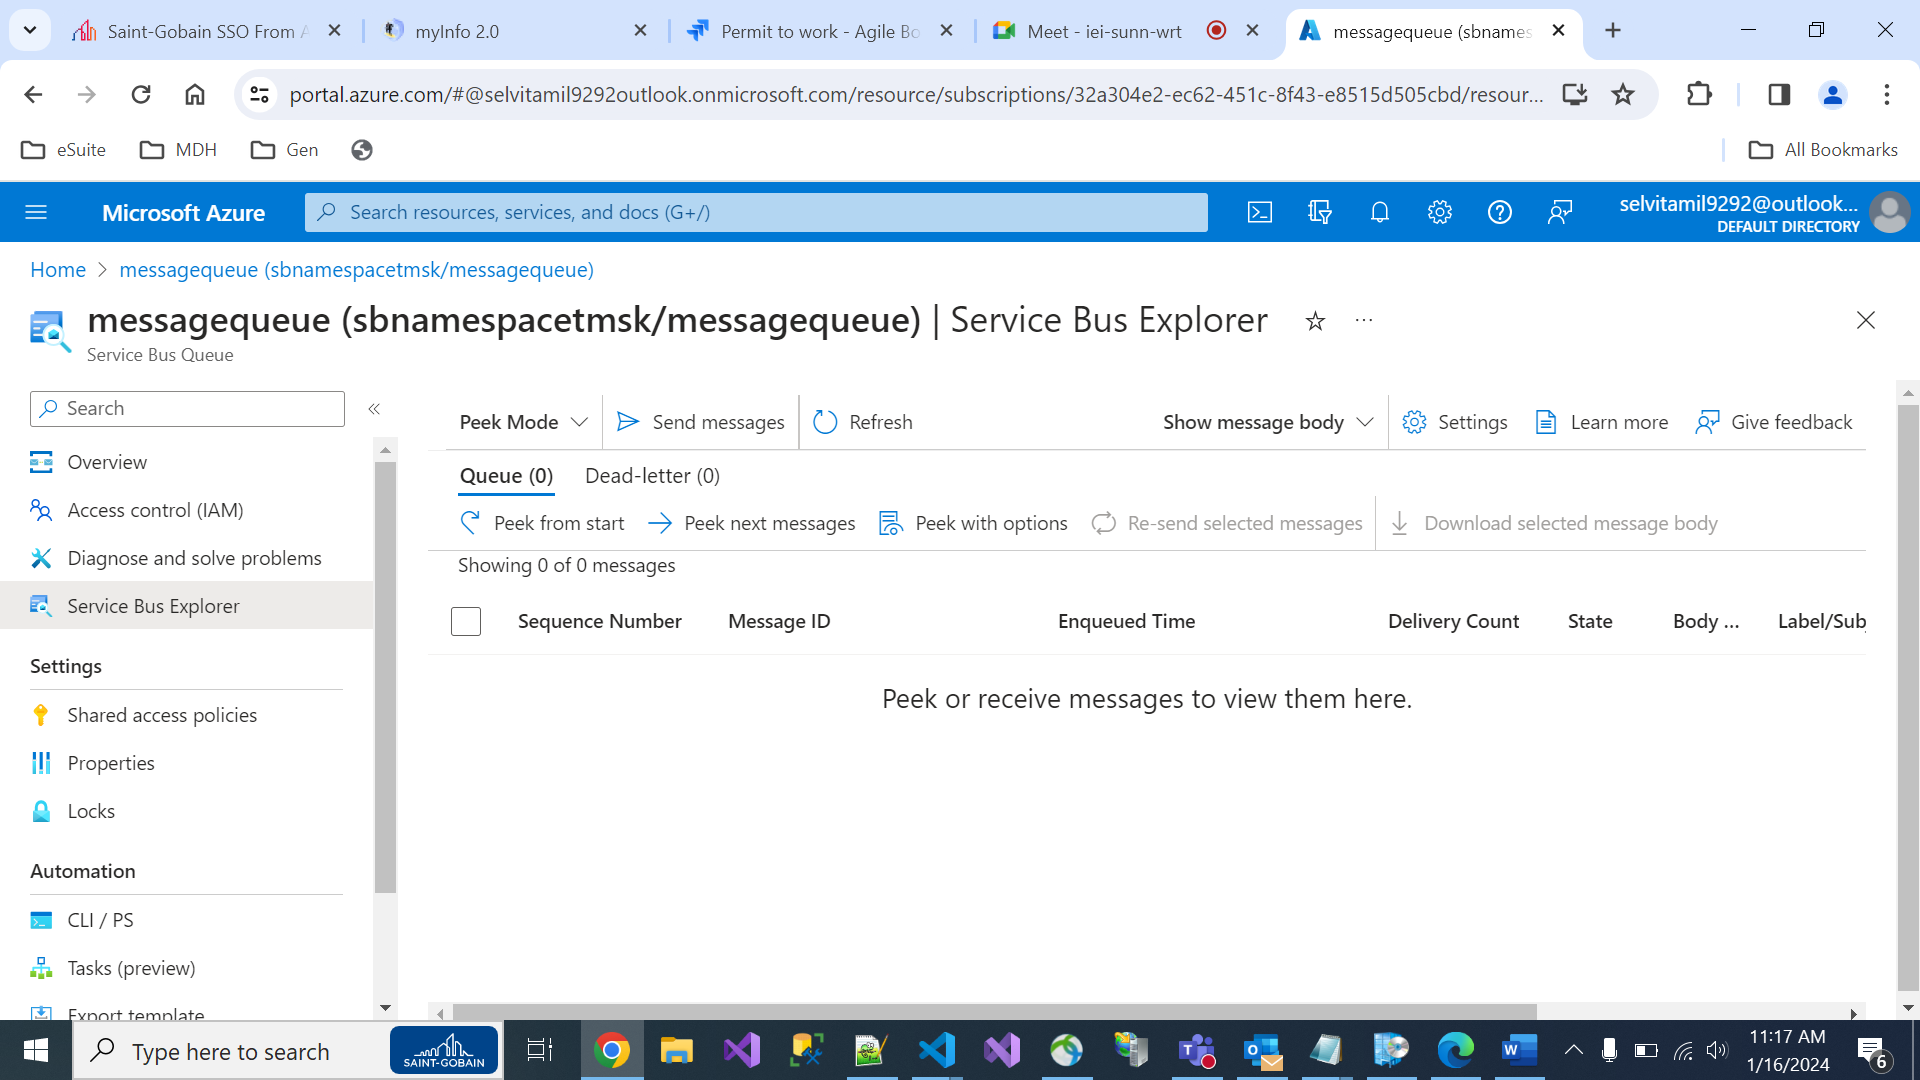 Saint-Gobain SSO From A
myInfo 2.0
Permit to work - Agile Bo
Meet - iei-sunn-wrt
messagequeue (sbnames
portal.azure.com/#@selvitamil9292outlook.onmicrosoft.com/resource/subscriptions/32a304e2-ec62-451c-8f43-e8515d505cbd/resour...
eSuite
MDH
Gen
All Bookmarks
Microsoft Azure
Search resources, services, and docs (G+/)
selvitamil9292@outlook...
DEFAULT DIRECTORY
Home
messagequeue (sbnamespacetmsk/messagequeue)
messagequeue (sbnamespacetmsk/messagequeue) | Service Bus Explorer
Service Bus Queue
Search
Overview
Access control (IAM)
Diagnose and solve problems
Service Bus Explorer
Settings
Shared access policies
Properties
Locks
Automation
CLI / PS
Tasks (preview)
Export template
Peek Mode
Send messages
Refresh
Show message body
Settings
Learn more
Give feedback
Queue (0)
Dead-letter (0)
Peek from start
Peek next messages
Peek with options
Re-send selected messages
Download selected message body
Showing 0 of 0 messages
Sequence Number
Message ID
Enqueued Time
Delivery Count
State
Body ...
Label/Subj
Peek or receive messages to view them here.
Type here to search
SAINT-GOBAIN
11:17 AM
1/16/2024
6